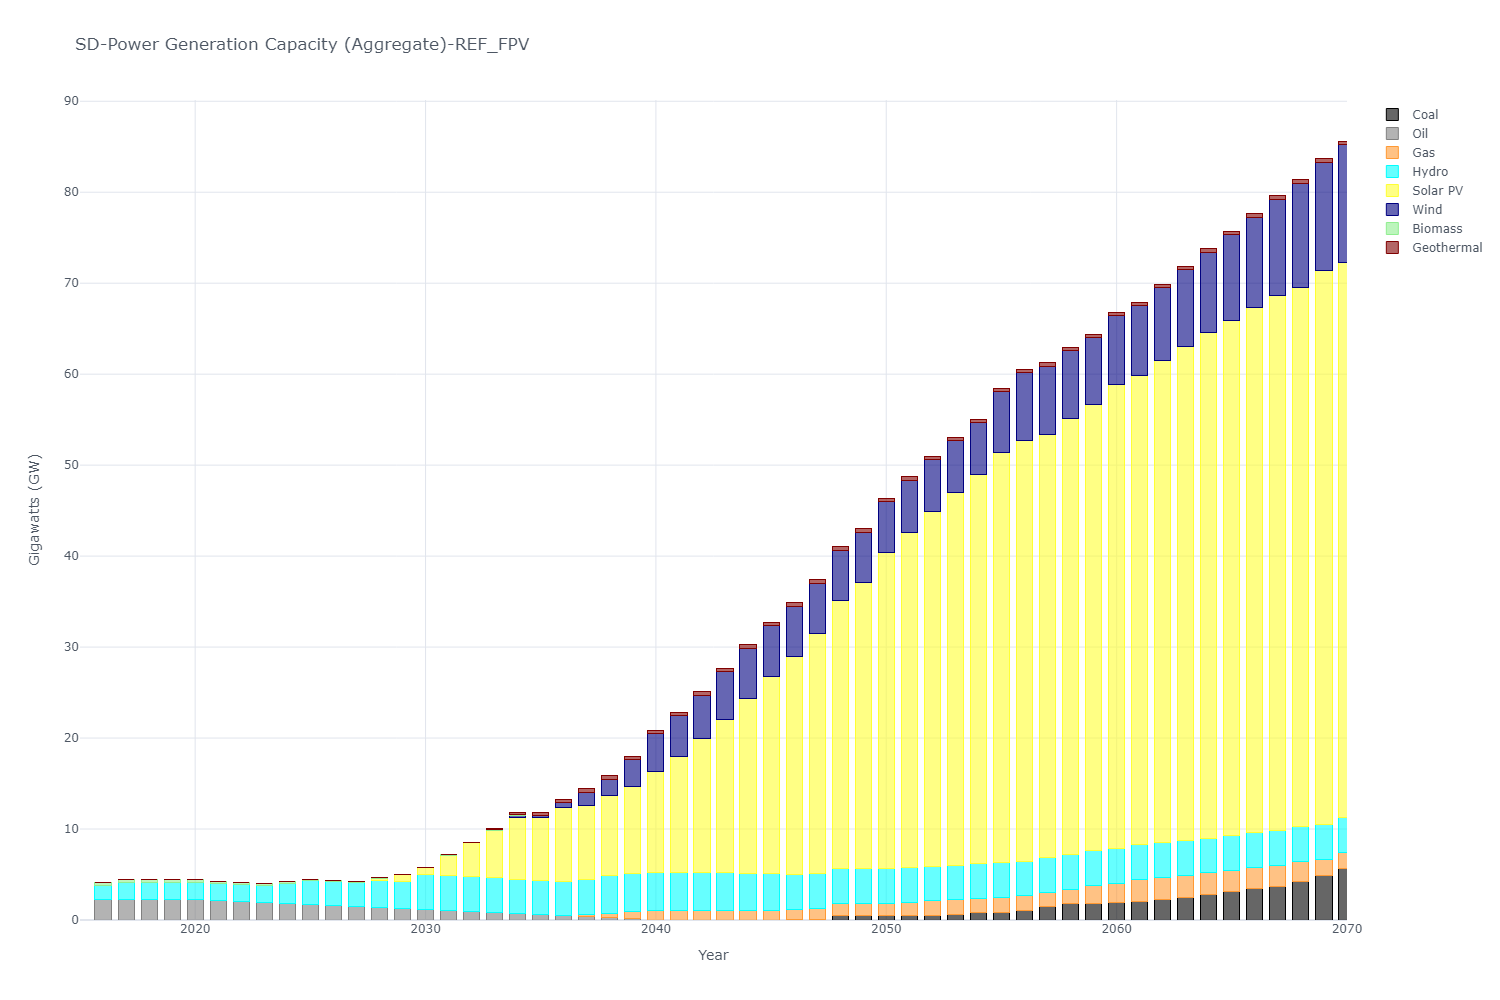 SD-Power Generation Capacity (Aggregate)-REF_FPV
90
80
70
60
50
40
30
20
10
0
Gigawatts (GW)
2020
2030
2040
2050
2060
2070
Year
Coal
Oil
Gas
Hydro
Solar PV
Wind
Biomass
Geothermal